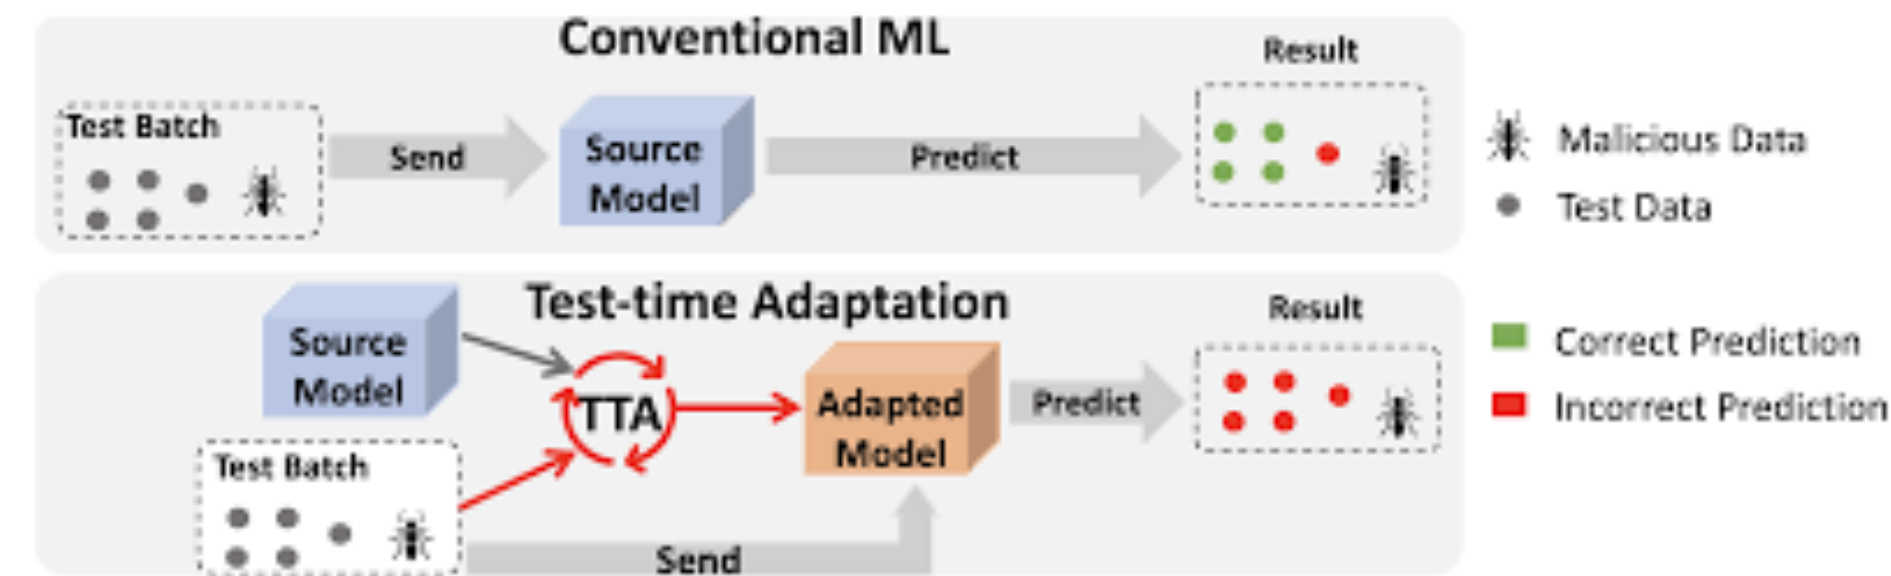 Conventional ML
Result
Test Batch
Send
Source
Model
Predict
Malicious Data
Test Data
Test-time Adaptation
Result
Source
Model
TTA
Adapted
Model
Predict
Correct Prediction
Incorrect Prediction
Test Batch
Send